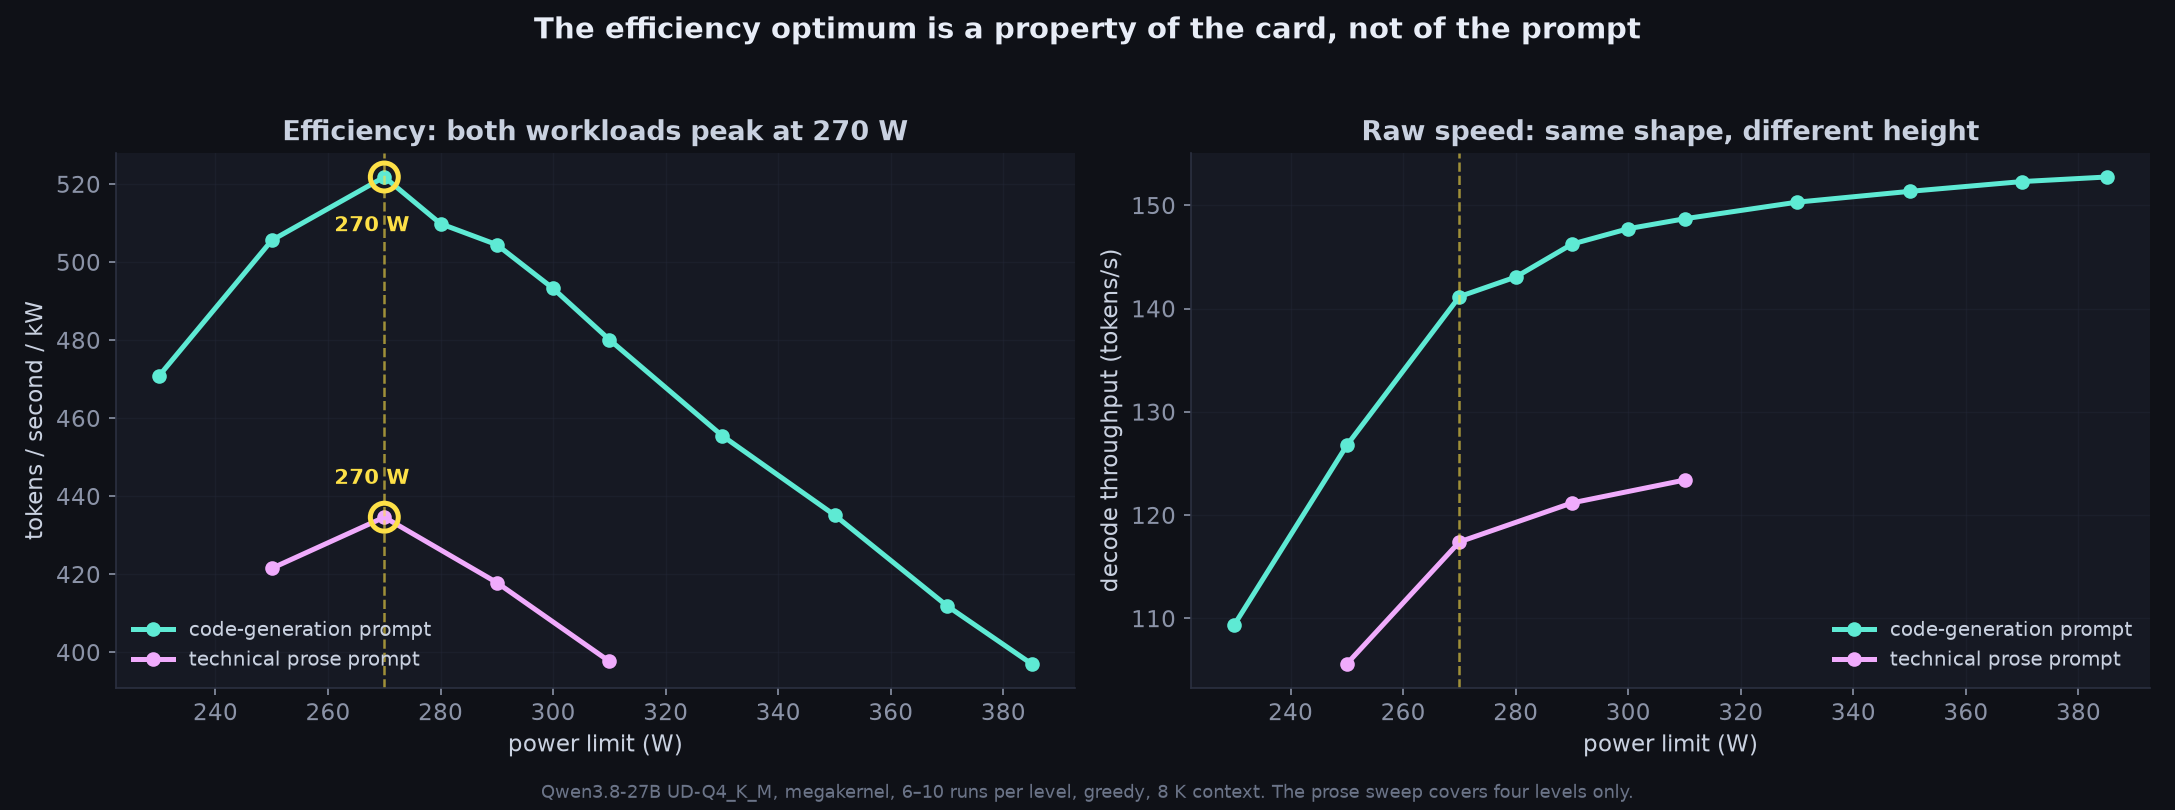 The efficiency optimum is a property of the card, not of the prompt
Efficiency: both workloads peak at 270 W
tokens / second / kW
520
500
480
460
440
420
400
270 W
270 W
code-generation prompt
technical prose prompt
240 260 280 300 320 340 360 380
power limit (W)
Raw speed: same shape, different height
decode throughput (tokens/s)
150
140
130
120
110
code-generation prompt
technical prose prompt
240 260 280 300 320 340 360 380
power limit (W)
Qwen3.8-27B UD-Q4_K_M, megakernel, 6–10 runs per level, greedy, 8 K context. The prose sweep covers four levels only.